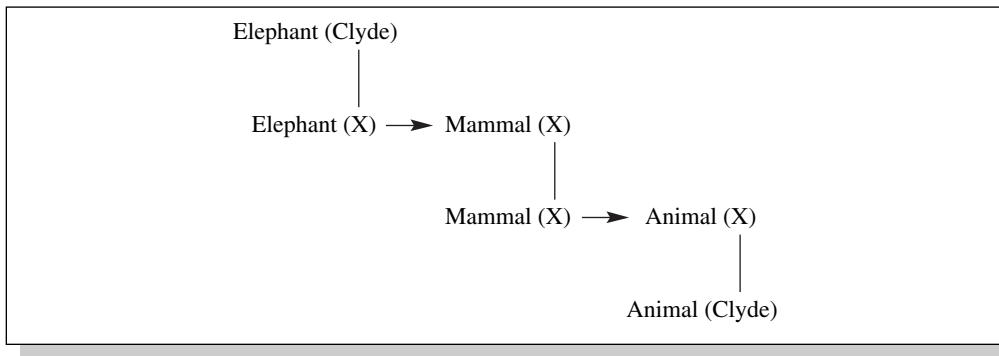 Elephant (Clyde)
Elephant (X) → Mammal (X)
Mammal (X) → Animal (X)
Animal (Clyde)